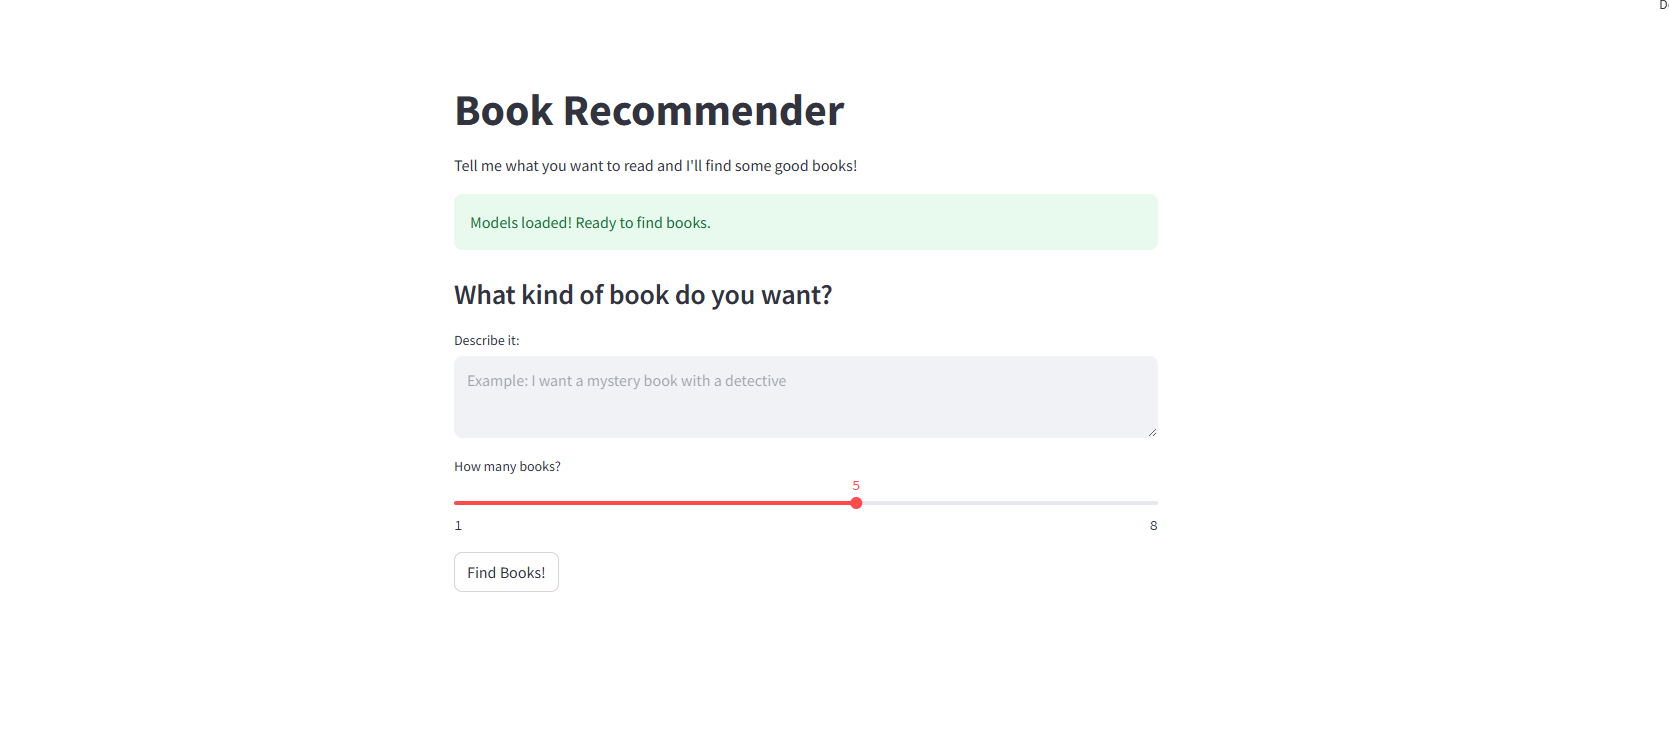 Book Recommender
Tell me what you want to read and I'll find some good books!
Models loaded! Ready to find books.
What kind of book do you want?
Describe it:
Example: I want a mystery book with a detective
How many books?
5
1 8
Find Books!